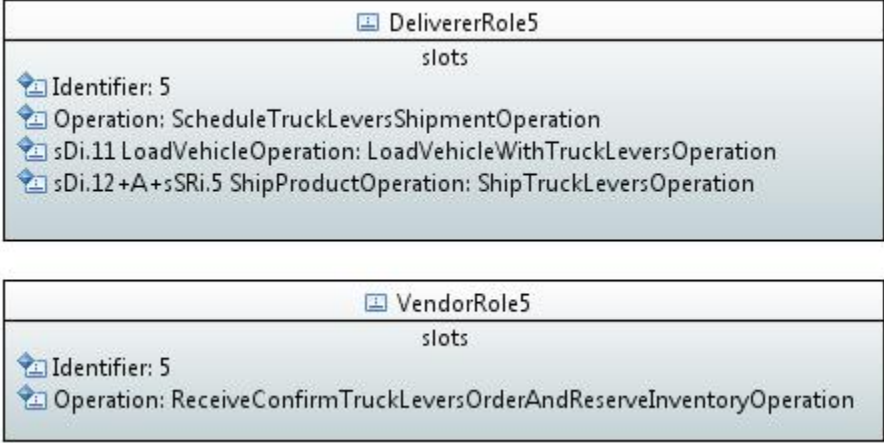 DelivererRole5
slots
Identifier: 5
Operation: ScheduleTruckLeversShipmentOperation
sDi.11 LoadVehicleOperation: LoadVehicleWithTruckLeversOperation
sDi.12+A+sSRi.5 ShipProductOperation: ShipTruckLeversOperation
VendorRole5
slots
Identifier: 5
Operation: ReceiveConfirmTruckLeversOrderAndReserveInventoryOperation